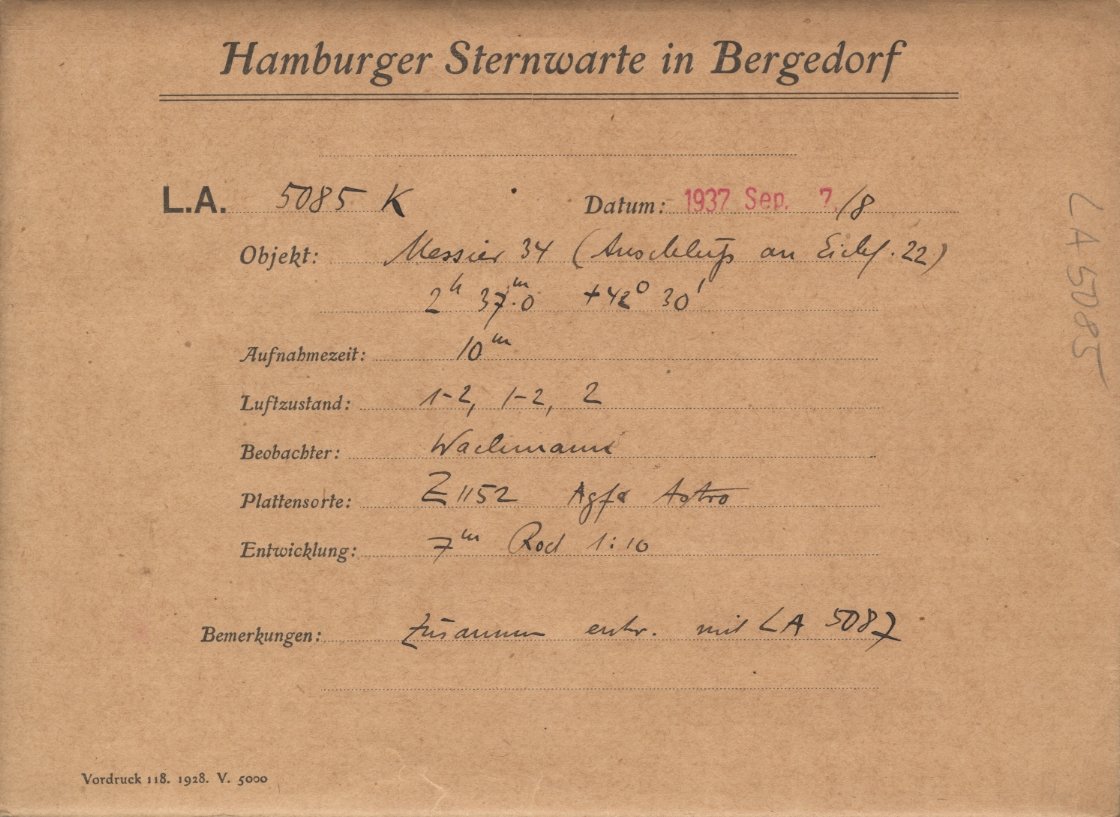 Hamburger Sternwarte in Bergedorf
L.A. 5085 K Datum: 1937 Sep. 7./8
Objekt: Messier 34 (Anschluß an Eichf. 22)
2h 37m.0 +42° 30'
Aufnahmezeit: 10m
Luftzustand: 1-2, 1-2, 2
Beobachter: Wachmann
Plattensorte: Z 1152 Agfa Astro
Entwicklung: 7m Rod 1:10
Bemerkungen: Zusammen entw. mit LA 5087
Vordruck 118. 1928. V. 5000
LA 5085